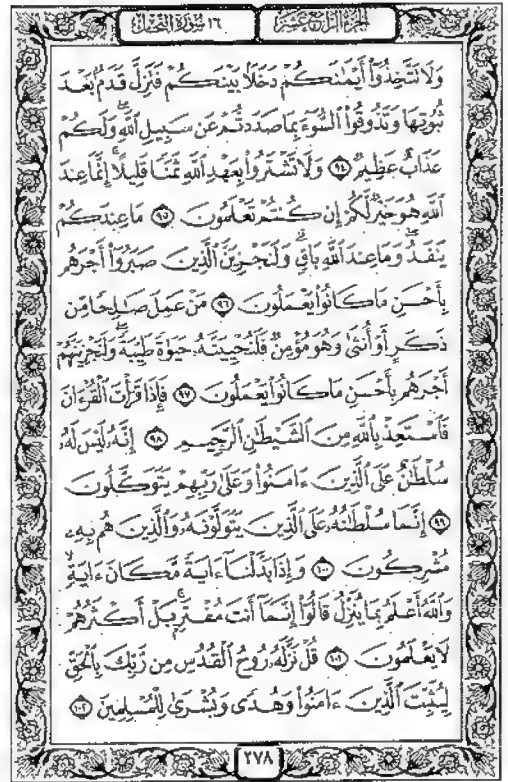 الجزء الرابع عشر
١٦ سورة النحل
وَلَا تَتَّخِذُوٓا۟ أَيْمَٰنَكُمْ دَخَلًۢا بَيْنَكُمْ فَتَزِلَّ قَدَمٌۢ بَعْدَ
ثُبُوتِهَا وَتَذُوقُوا۟ ٱلسُّوٓءَ بِمَا صَدَدتُّمْ عَن سَبِيلِ ٱللَّهِ ۖ وَلَكُمْ
عَذَابٌ عَظِيمٌ ٩٤ وَلَا تَشْتَرُوا۟ بِعَهْدِ ٱللَّهِ ثَمَنًا قَلِيلًا ۚ إِنَّمَا عِندَ
ٱللَّهِ هُوَ خَيْرٌ لَّكُمْ إِن كُنتُمْ تَعْلَمُونَ ٩٥ مَا عِندَكُمْ
يَنفَدُ ۖ وَمَا عِندَ ٱللَّهِ بَاقٍ ۗ وَلَنَجْزِيَنَّ ٱلَّذِينَ صَبَرُوٓا۟ أَجْرَهُم
بِأَحْسَنِ مَا كَانُوا۟ يَعْمَلُونَ ٩٦ مَنْ عَمِلَ صَٰلِحًا مِّن
ذَكَرٍ أَوْ أُنثَىٰ وَهُوَ مُؤْمِنٌ فَلَنُحْيِيَنَّهُۥ حَيَوٰةً طَيِّبَةً ۖ وَلَنَجْزِيَنَّهُمْ
أَجْرَهُم بِأَحْسَنِ مَا كَانُوا۟ يَعْمَلُونَ ٩٧ فَإِذَا قَرَأْتَ ٱلْقُرْءَانَ
فَٱسْتَعِذْ بِٱللَّهِ مِنَ ٱلشَّيْطَٰنِ ٱلرَّجِيمِ ٩٨ إِنَّهُۥ لَيْسَ لَهُۥ
سُلْطَٰنٌ عَلَى ٱلَّذِينَ ءَامَنُوا۟ وَعَلَىٰ رَبِّهِمْ يَتَوَكَّلُونَ
٩٩ إِنَّمَا سُلْطَٰنُهُۥ عَلَى ٱلَّذِينَ يَتَوَلَّوْنَهُۥ وَٱلَّذِينَ هُم بِهِۦ
مُشْرِكُونَ ١٠٠ وَإِذَا بَدَّلْنَآ ءَايَةً مَّكَانَ ءَايَةٍ ۙ
وَٱللَّهُ أَعْلَمُ بِمَا يُنَزِّلُ قَالُوٓا۟ إِنَّمَآ أَنتَ مُفْتَرٍۭ ۚ بَلْ أَكْثَرُهُمْ
لَا يَعْلَمُونَ ١٠١ قُلْ نَزَّلَهُۥ رُوحُ ٱلْقُدُسِ مِن رَّبِّكَ بِٱلْحَقِّ
لِيُثَبِّتَ ٱلَّذِينَ ءَامَنُوا۟ وَهُدًى وَبُشْرَىٰ لِلْمُسْلِمِينَ ١٠٢
٢٧٨